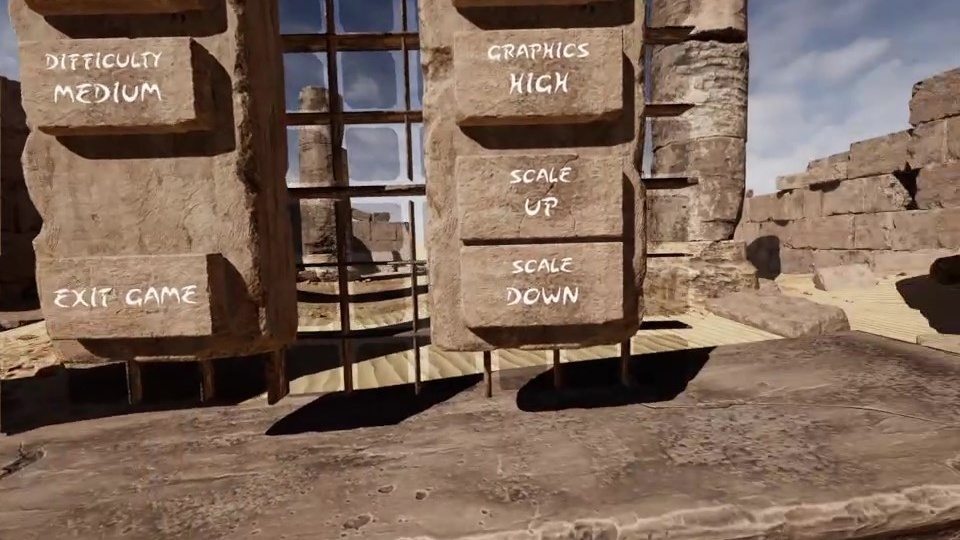 DIFFICULTY
MEDIUM
EXIT GAME
GRAPHICS
HIGH
SCALE
UP
SCALE
DOWN